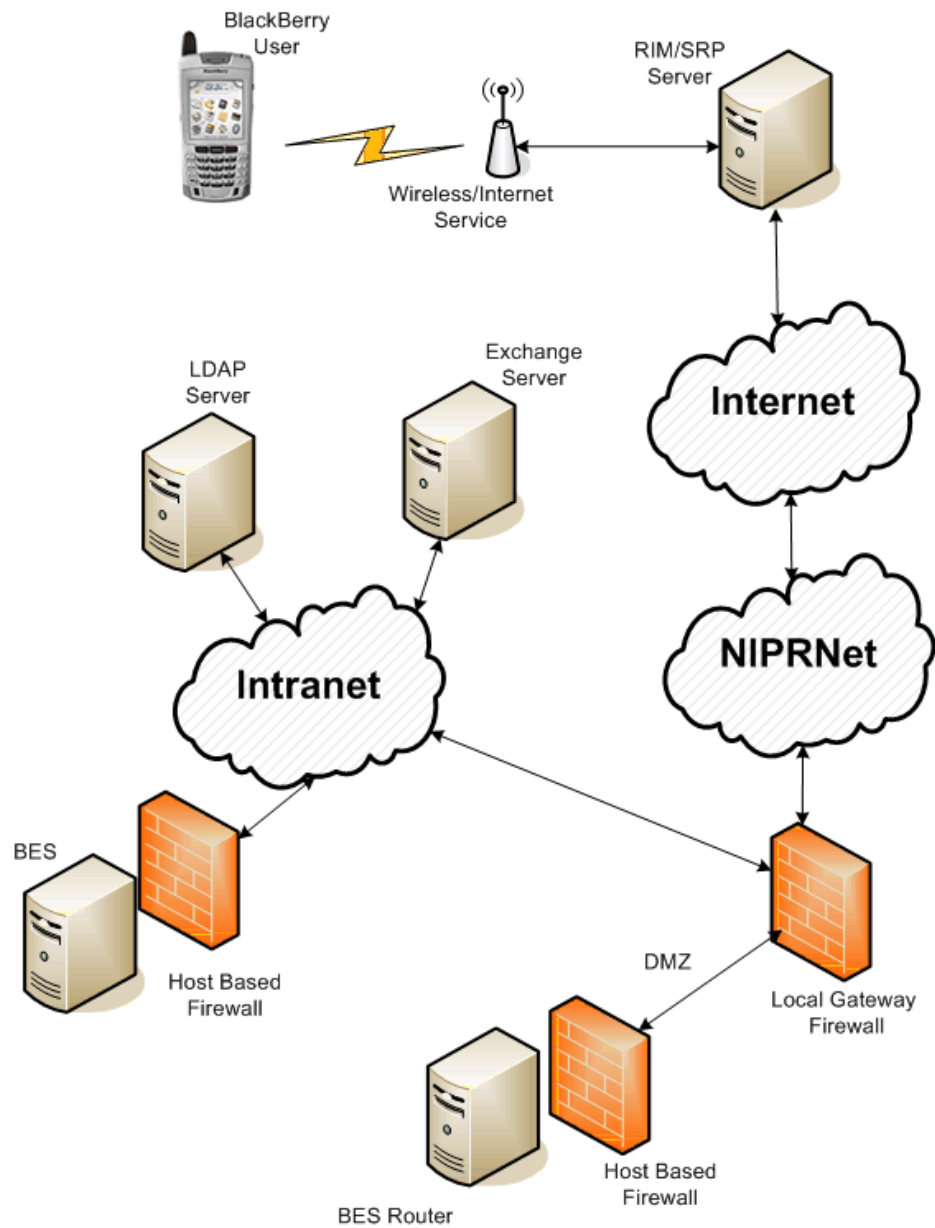 BlackBerry
User
RIM/SRP
Server
BlackBerry
Wireless/Internet
Service
Exchange
Server
LDAP
Server
Internet
NIPRNet
Intranet
BES
Host Based
Firewall
DMZ
Local Gateway
Firewall
Host Based
Firewall
BES Router